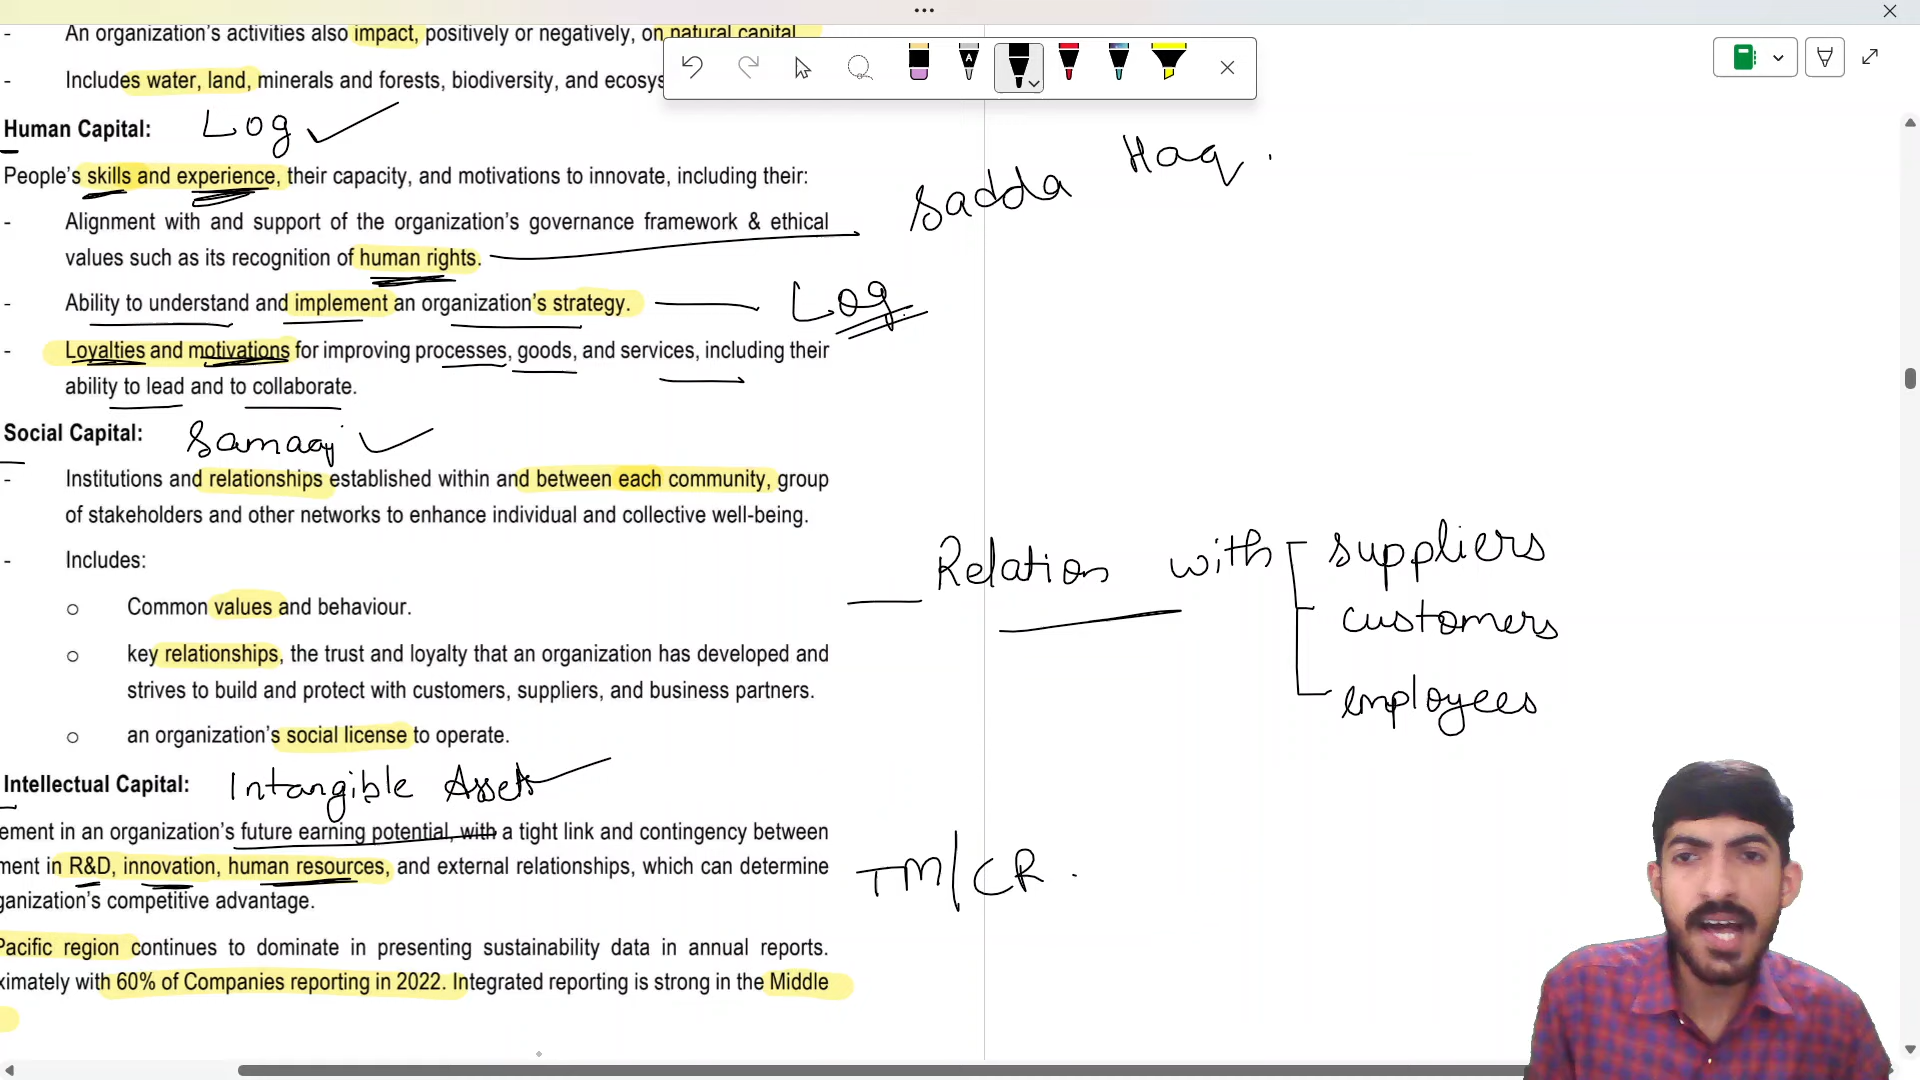 - An organization's activities also impact, positively or negatively, on natural capital
- Includes water, land, minerals and forests, biodiversity, and ecosys
Human Capital: Log
People's skills and experience, their capacity, and motivations to innovate, including their:
Sadda Haq.
- Alignment with and support of the organization's governance framework & ethical
values such as its recognition of human rights.
- Ability to understand and implement an organization's strategy. Log
- Loyalties and motivations for improving processes, goods, and services, including their
ability to lead and to collaborate.
Social Capital: Samaaj
- Institutions and relationships established within and between each community, group
of stakeholders and other networks to enhance individual and collective well-being.
- Includes:
Relation with suppliers
customers
employees
o Common values and behaviour.
o key relationships, the trust and loyalty that an organization has developed and
strives to build and protect with customers, suppliers, and business partners.
o an organization's social license to operate.
Intellectual Capital: Intangible Assets
ement in an organization's future earning potential, with a tight link and contingency between
ment in R&D, innovation, human resources, and external relationships, which can determine
ganization's competitive advantage.
TM/CR.
Pacific region continues to dominate in presenting sustainability data in annual reports.
ximately with 60% of Companies reporting in 2022. Integrated reporting is strong in the Middle